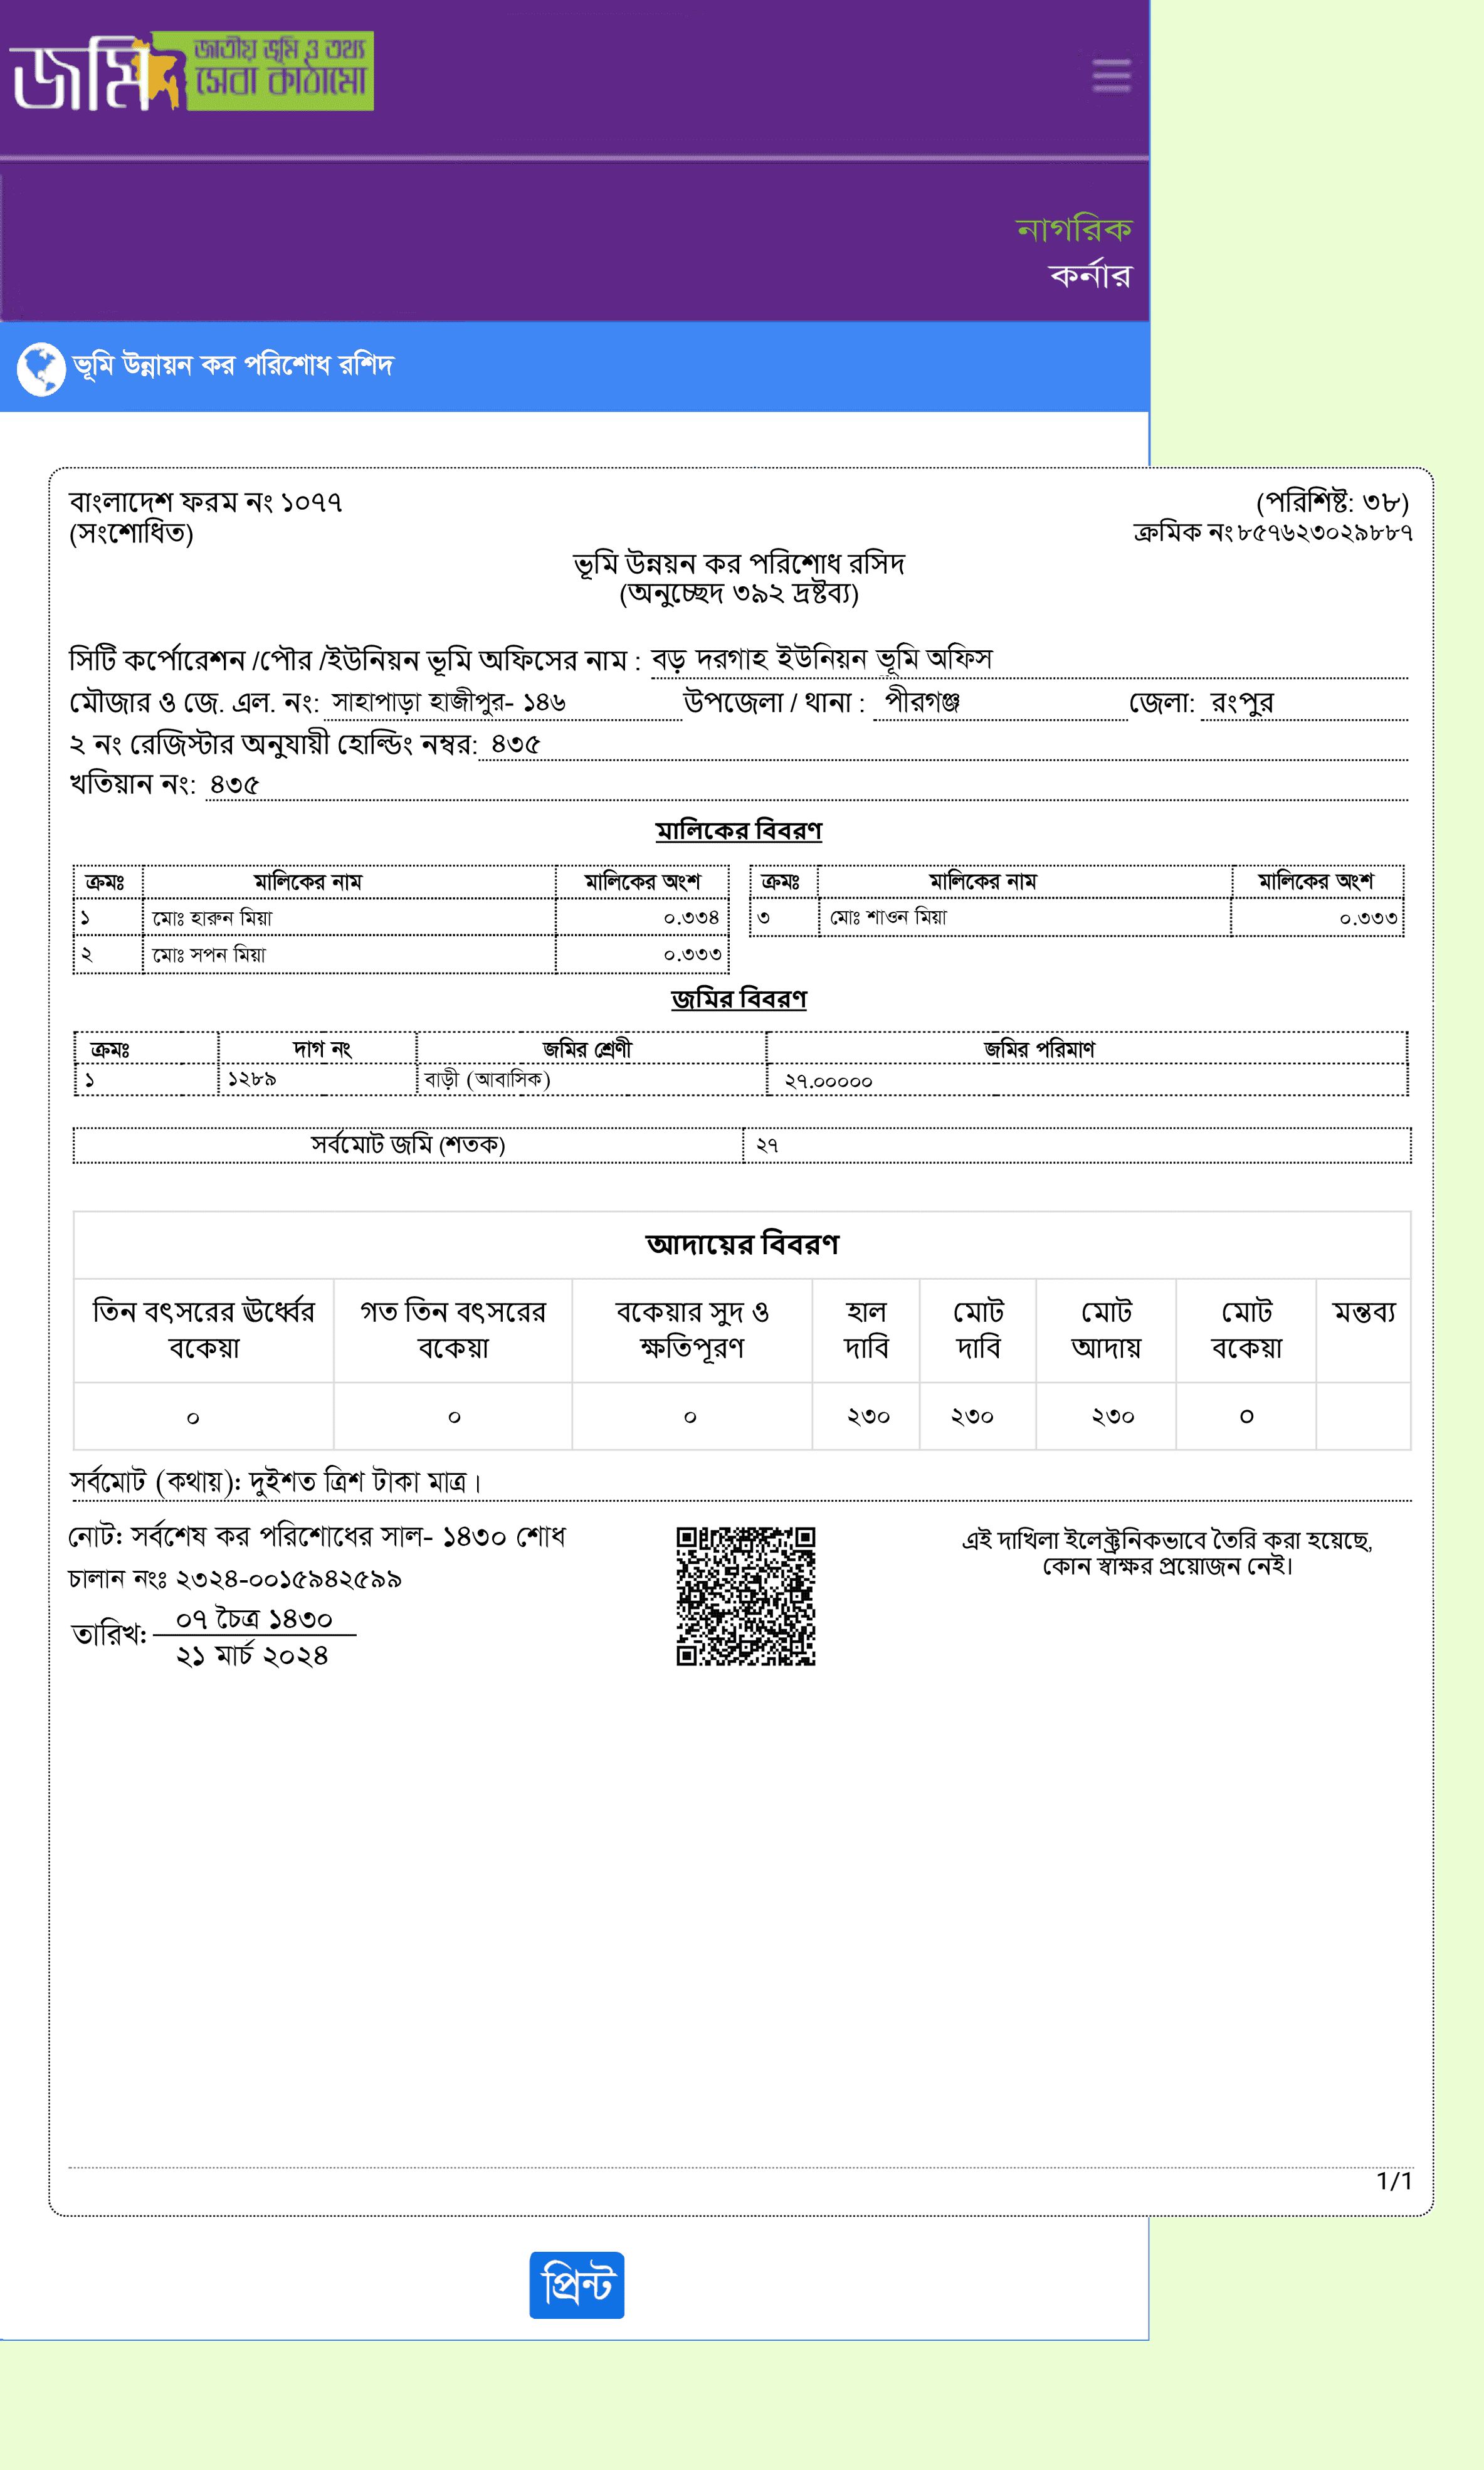 জমি জাতীয় ভূমি ও তথ্য
সেবা কাঠামো
নাগরিক
কর্নার
ভূমি উন্নায়ন কর পরিশোধ রশিদ
বাংলাদেশ ফরম নং ১০৭৭ (পরিশিষ্ট: ৩৮)
(সংশোধিত) ক্রমিক নং ৮৫৭৬২৩০২৯৮৮৭
ভূমি উন্নয়ন কর পরিশোধ রসিদ
(অনুচ্ছেদ ৩৯২ দ্রষ্টব্য)
সিটি কর্পোরেশন /পৌর /ইউনিয়ন ভূমি অফিসের নাম : বড় দরগাহ ইউনিয়ন ভূমি অফিস
মৌজার ও জে. এল. নং: সাহাপাড়া হাজীপুর- ১৪৬ উপজেলা / থানা : পীরগঞ্জ জেলা: রংপুর
২ নং রেজিস্টার অনুযায়ী হোল্ডিং নম্বর: ৪৩৫
খতিয়ান নং: ৪৩৫
মালিকের বিবরণ
ক্রমঃ মালিকের নাম মালিকের অংশ ক্রমঃ মালিকের নাম মালিকের অংশ
১ মোঃ হারুন মিয়া ০.৩৩৪ ৩ মোঃ শাওন মিয়া ০.৩৩৩
২ মোঃ সপন মিয়া ০.৩৩৩
জমির বিবরণ
ক্রমঃ দাগ নং জমির শ্রেণী জমির পরিমাণ
১ ১২৮৯ বাড়ী (আবাসিক) ২৭.০০০০০
সর্বমোট জমি (শতক) ২৭
আদায়ের বিবরণ
তিন বৎসরের ঊর্ধ্বের গত তিন বৎসরের বকেয়ার সুদ ও হাল মোট মোট মোট মন্তব্য
বকেয়া বকেয়া ক্ষতিপূরণ দাবি দাবি আদায় বকেয়া
০ ০ ০ ২৩০ ২৩০ ২৩০ ০
সর্বমোট (কথায়): দুইশত ত্রিশ টাকা মাত্র।
নোট: সর্বশেষ কর পরিশোধের সাল- ১৪৩০ শোধ
চালান নংঃ ২৩২৪-০০১৫৯৪২৫৯৯
তারিখ: ০৭ চৈত্র ১৪৩০
২১ মার্চ ২০২৪
এই দাখিলা ইলেক্ট্রনিকভাবে তৈরি করা হয়েছে,
কোন স্বাক্ষর প্রয়োজন নেই।
1/1
প্রিন্ট